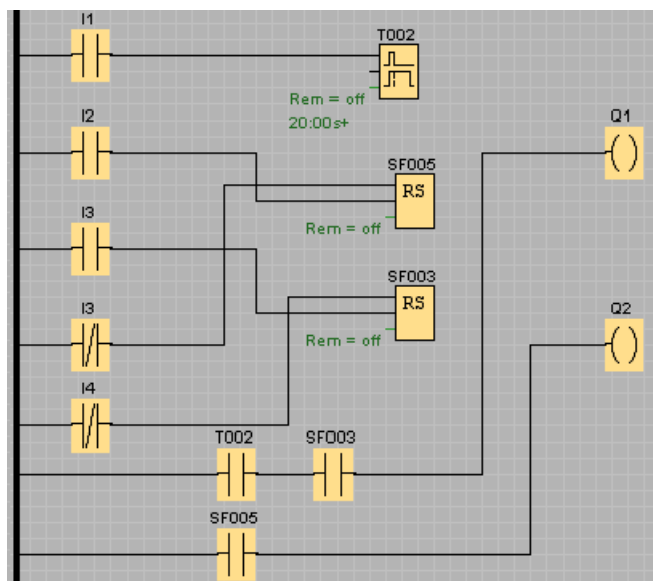 I1
T002
Rem = off
20:00s+
I2
Q1
SF005
RS
Rem = off
I3
SF003
RS
Rem = off
I3
Q2
I4
T002
SF003
SF005